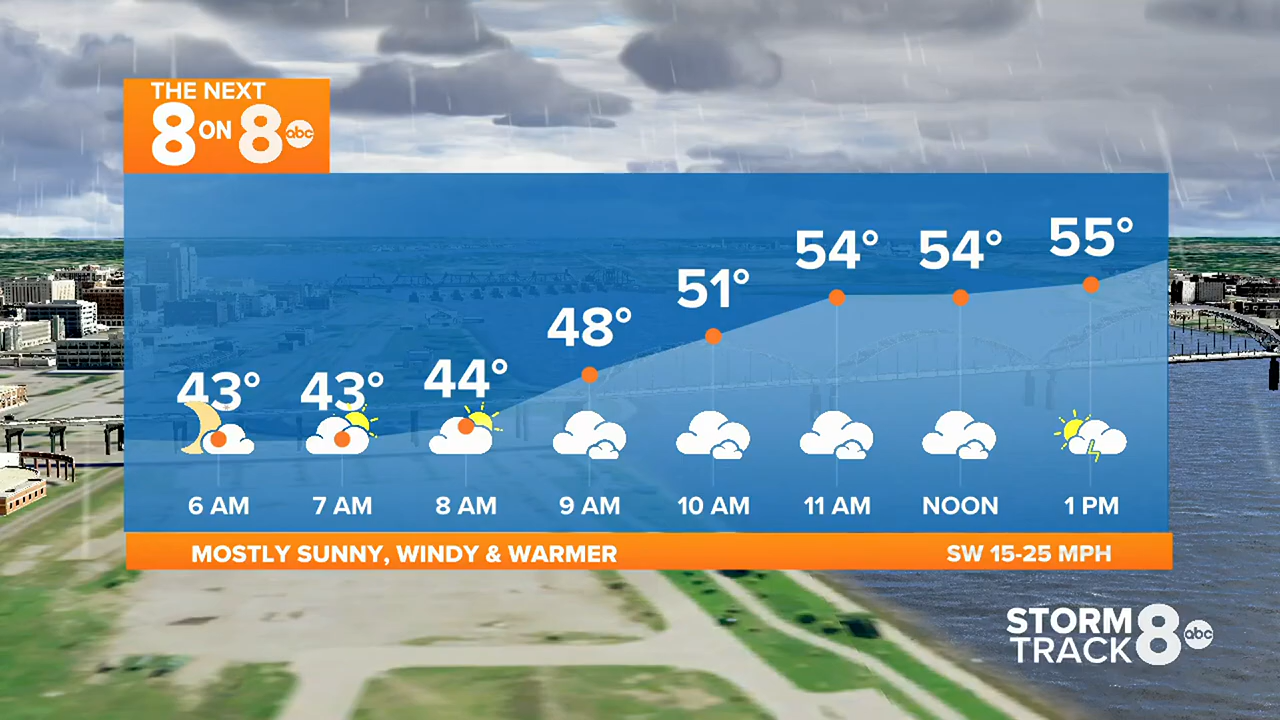 THE NEXT
8 ON 8 abc
43° 43° 44° 48° 51° 54° 54° 55°
6 AM 7 AM 8 AM 9 AM 10 AM 11 AM NOON 1 PM
MOSTLY SUNNY, WINDY & WARMER SW 15-25 MPH
STORM
TRACK 8 abc